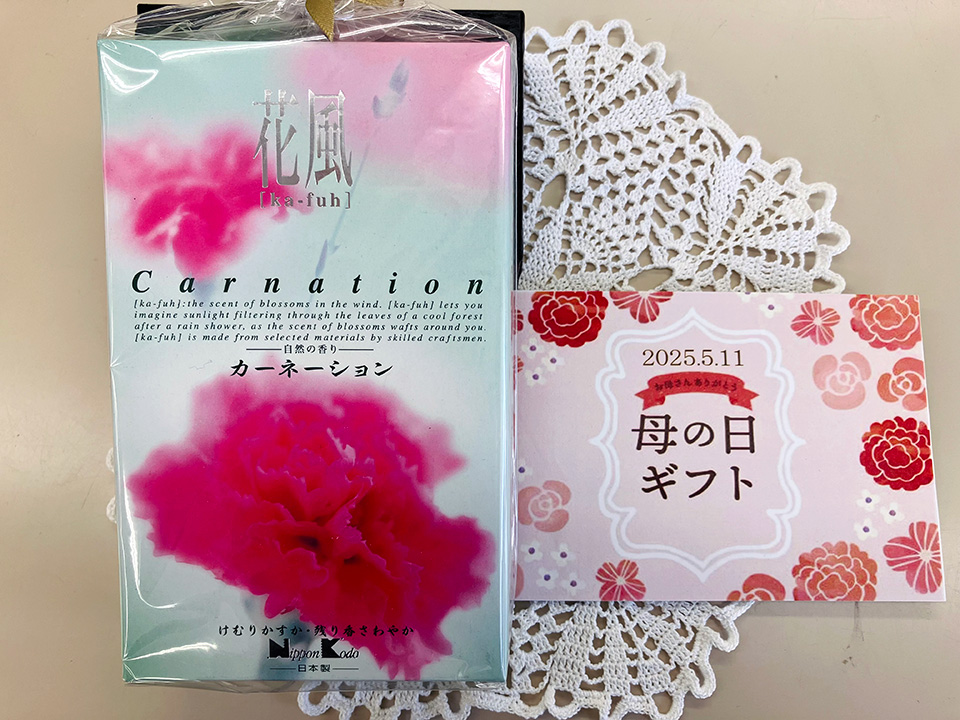 花風
[ka-fuh]
Carnation
[ka-fuh]:the scent of blossoms in the wind. [ka-fuh] lets you
imagine sunlight filtering through the leaves of a cool forest
after a rain shower, as the scent of blossoms wafts around you.
[ka-fuh] is made from selected materials by skilled craftsmen.
自然の香り
カーネーション
けむりかすか・残り香さわやか
Nippon Kodo
日本製
2025.5.11
お母さんありがとう
母の日
ギフト